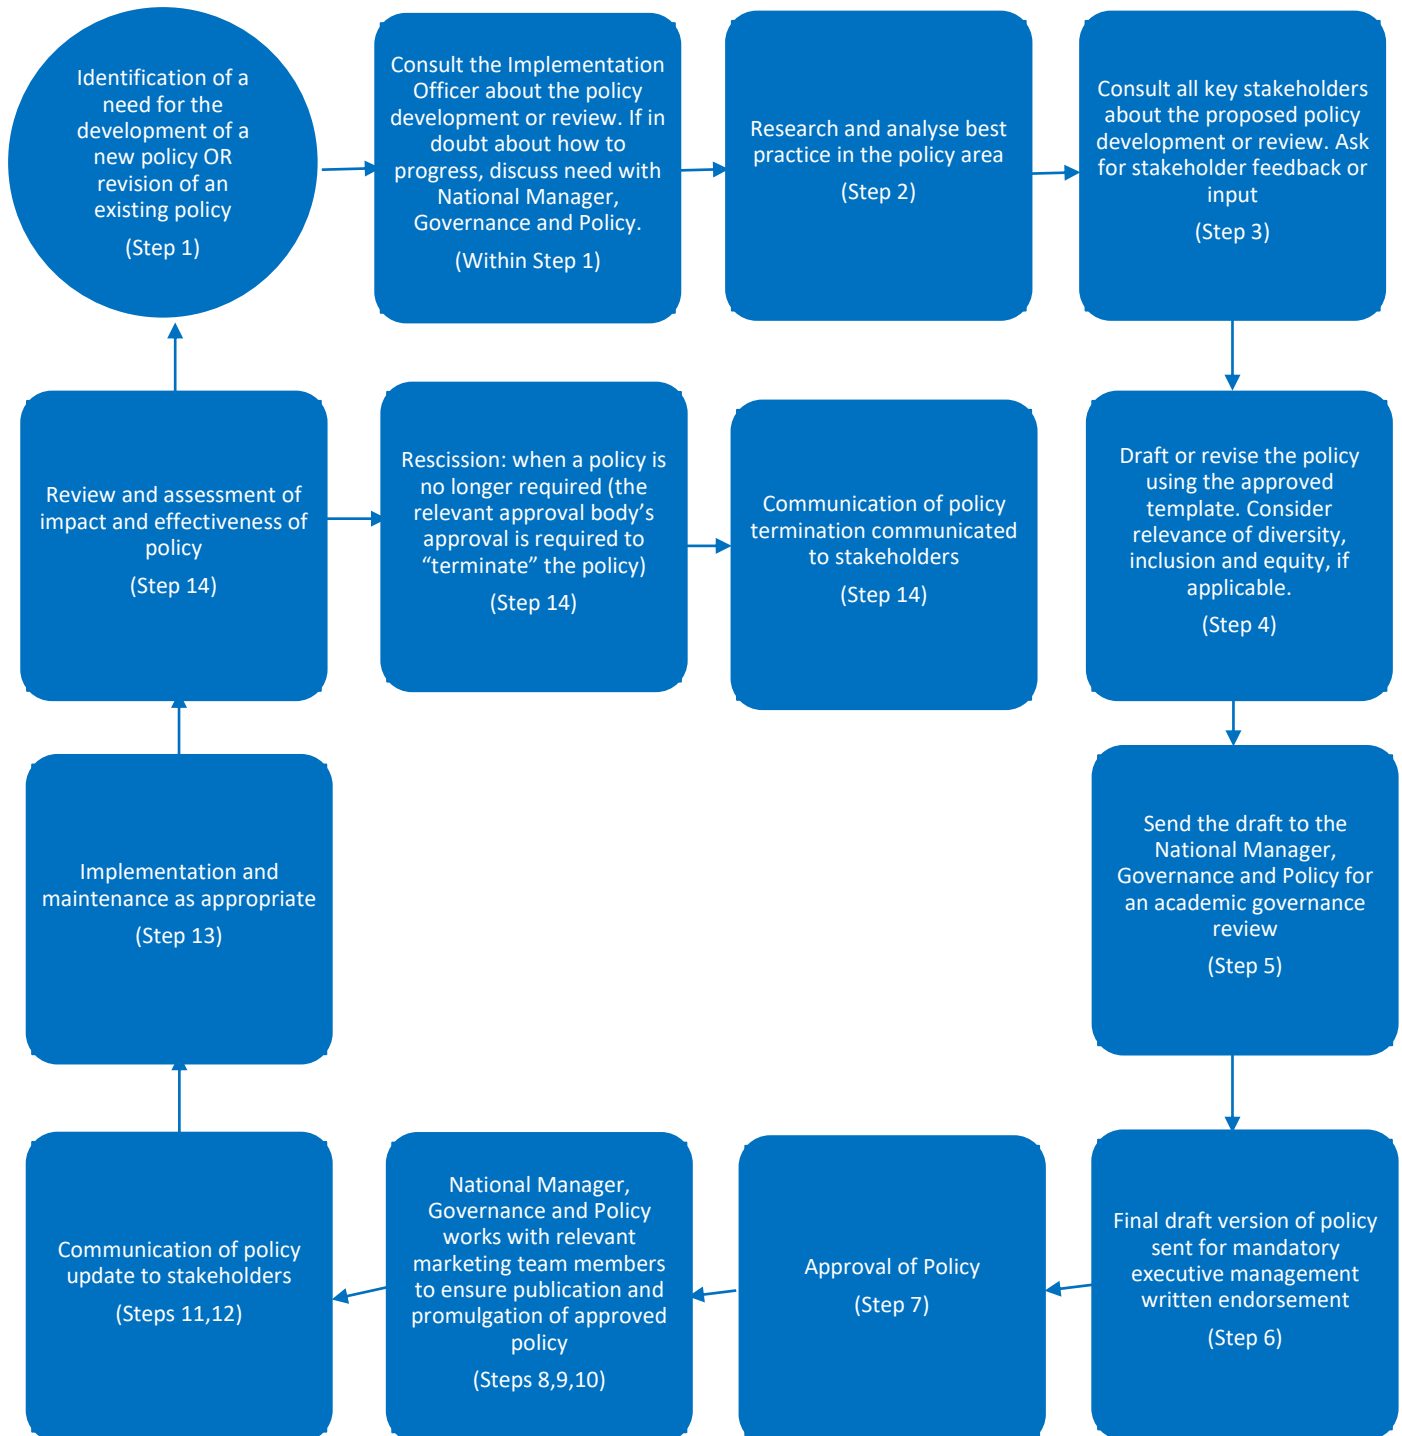 Identification of a
need for the
development of a
new policy OR
revision of an
existing policy
(Step 1)
Consult the Implementation
Officer about the policy
development or review. If in
doubt about how to
progress, discuss need with
National Manager,
Governance and Policy.
(Within Step 1)
Research and analyse best
practice in the policy area
(Step 2)
Consult all key stakeholders
about the proposed policy
development or review. Ask
for stakeholder feedback or
input
(Step 3)
Draft or revise the policy
using the approved
template. Consider
relevance of diversity,
inclusion and equity, if
applicable.
(Step 4)
Send the draft to the
National Manager,
Governance and Policy for
an academic governance
review
(Step 5)
Final draft version of policy
sent for mandatory
executive management
written endorsement
(Step 6)
Approval of Policy
(Step 7)
National Manager,
Governance and Policy
works with relevant
marketing team members
to ensure publication and
promulgation of approved
policy
(Steps 8,9,10)
Communication of policy
update to stakeholders
(Steps 11,12)
Implementation and
maintenance as appropriate
(Step 13)
Review and assessment of
impact and effectiveness of
policy
(Step 14)
Rescission: when a policy is
no longer required (the
relevant approval body’s
approval is required to
“terminate” the policy)
(Step 14)
Communication of policy
termination communicated
to stakeholders
(Step 14)